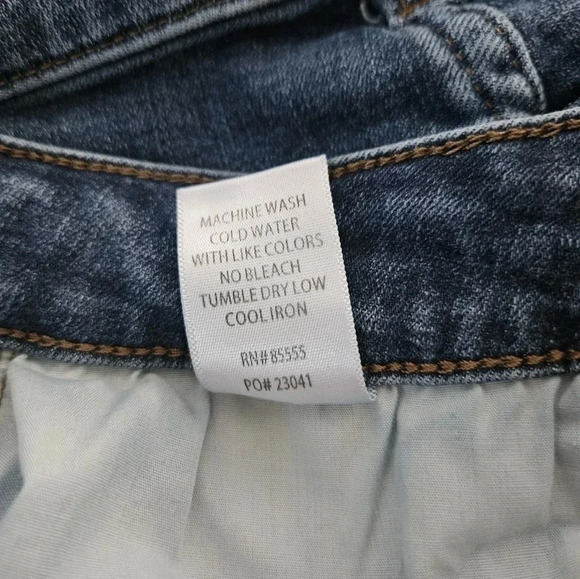 MACHINE WASH
COLD WATER
WITH LIKE COLORS
NO BLEACH
TUMBLE DRY LOW
COOL IRON
RN# 85555
PO# 23041